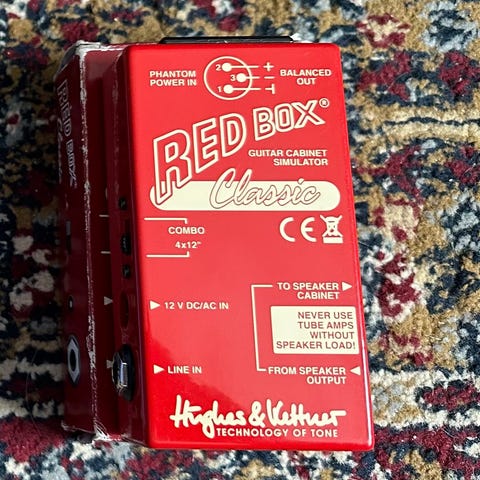 PHANTOM
POWER IN
2
3
1
+
-
BALANCED
OUT
RED BOX®
GUITAR CABINET
SIMULATOR
Classic
CE
COMBO
4x12"
TO SPEAKER
CABINET
12 V DC/AC IN
NEVER USE
TUBE AMPS
WITHOUT
SPEAKER LOAD!
LINE IN
FROM SPEAKER
OUTPUT
Hughes & Kettner
TECHNOLOGY OF TONE
RED BOX